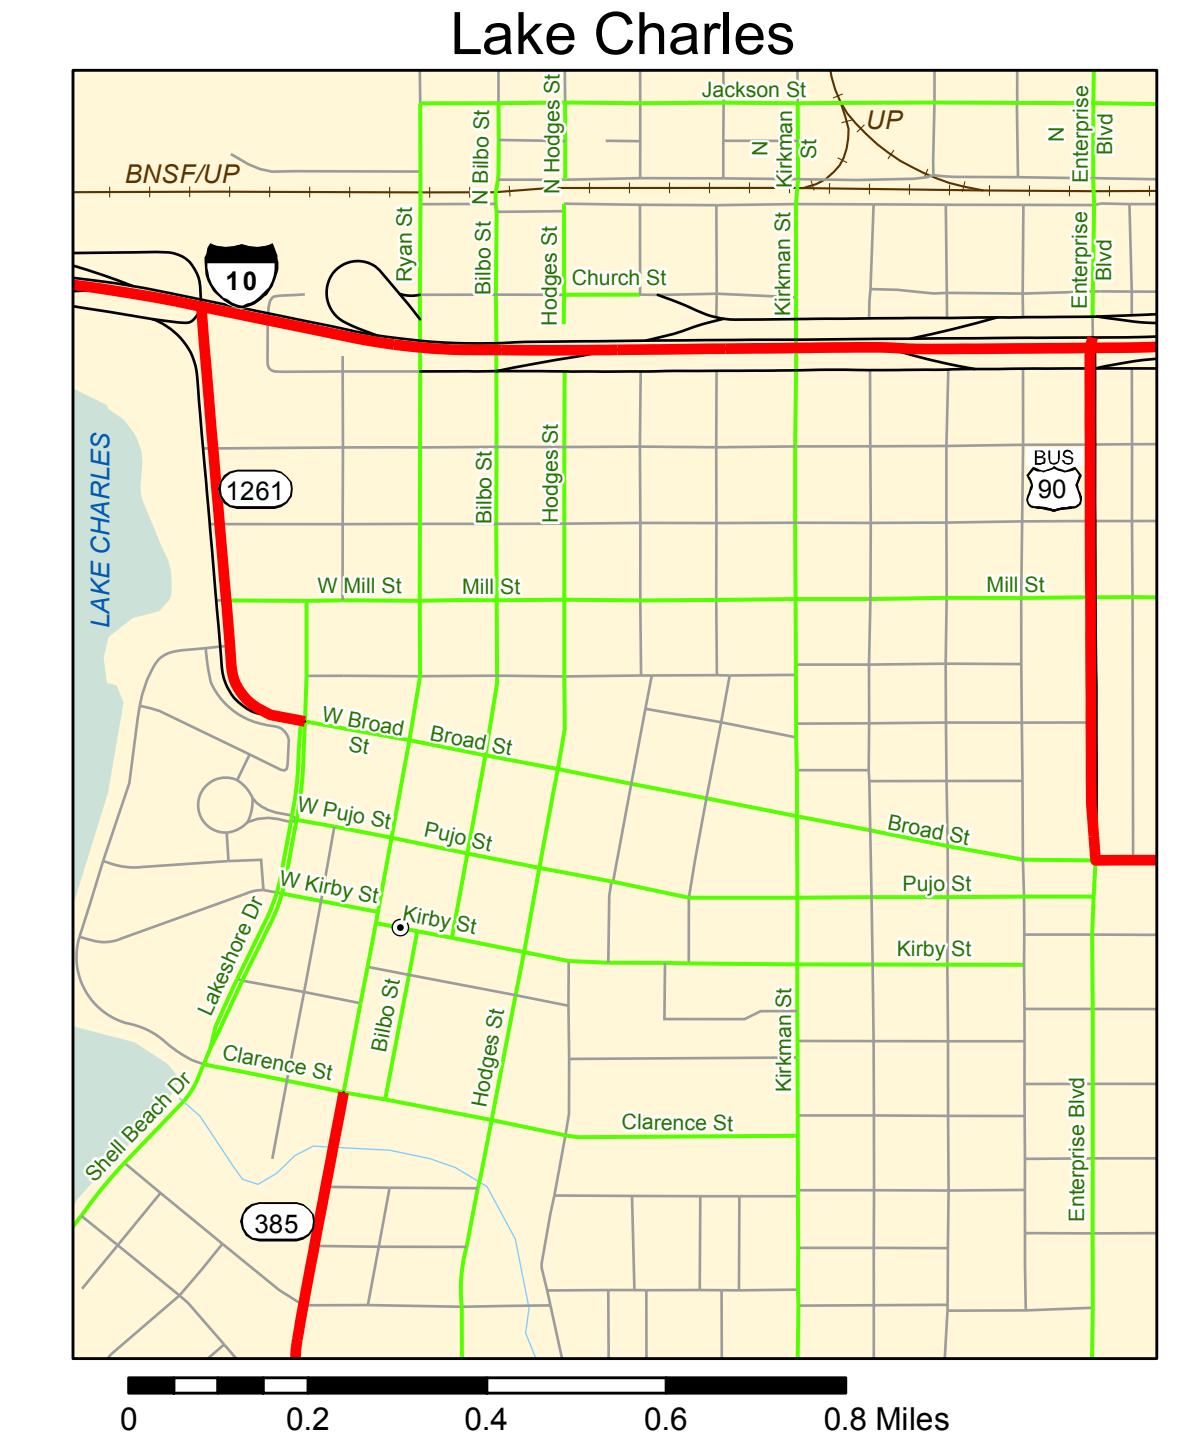 Lake Charles
Jackson St
UP
N Bilbo St
N Hodges St
N
Kirkman
St
N
Enterprise
Blvd
BNSF/UP
Ryan St
Bilbo St
Hodges St
Church St
Kirkman St
Enterprise
Blvd
10
LAKE CHARLES
1261
Bilbo St
Hodges St
BUS
90
W Mill St
Mill St
Mill St
W Broad
St
Broad St
W Pujo St
Pujo St
Broad St
W Kirby St
Pujo St
Kirby St
Kirby St
Lakeshore Dr
Bilbo St
Hodges St
Kirkman St
Clarence St
Clarence St
Shell Beach Dr
Enterprise Blvd
385
0
0.2
0.4
0.6
0.8 Miles